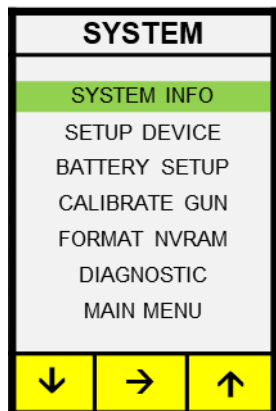 SYSTEM
SYSTEM INFO
SETUP DEVICE
BATTERY SETUP
CALIBRATE GUN
FORMAT NVRAM
DIAGNOSTIC
MAIN MENU
↓ → ↑